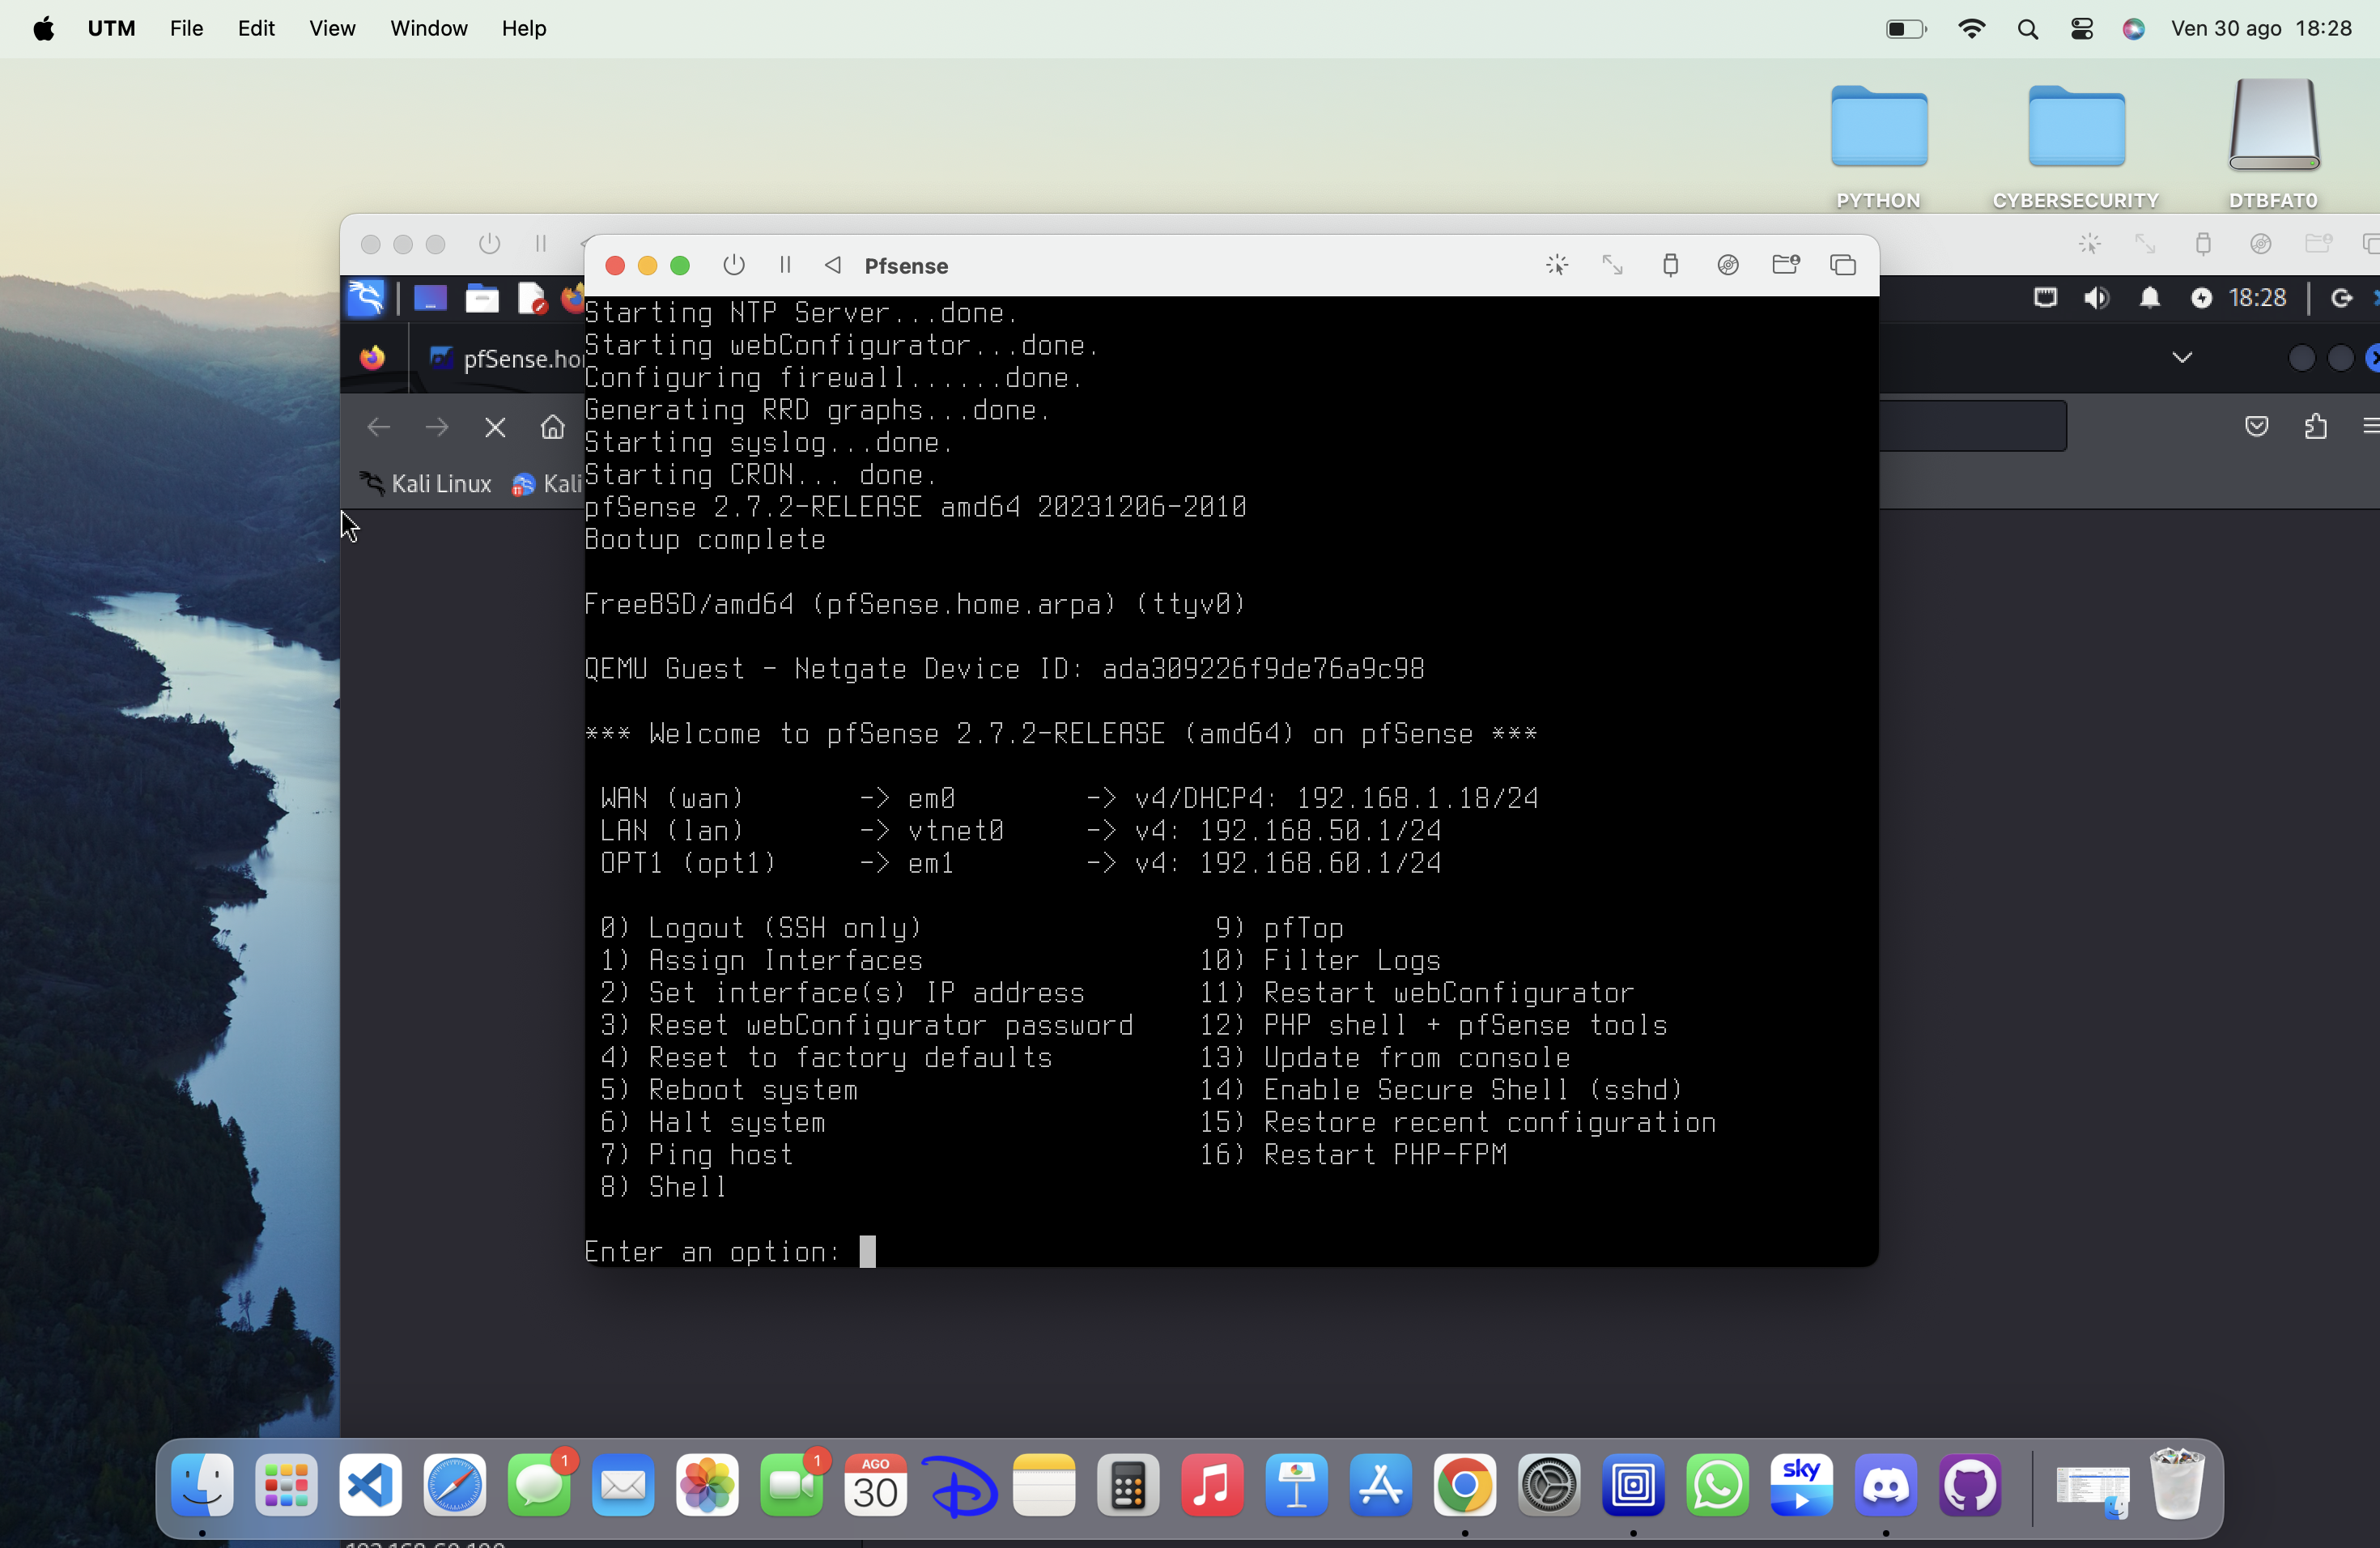 UTM File Edit View Window Help Ven 30 ago 18:28
PYTHON CYBERSECURITY DTBFAT0
Pfsense
18:28
pfSense.ho
Kali Linux Kali
Starting NTP Server...done.
Starting webConfigurator...done.
Configuring firewall......done.
Generating RRD graphs...done.
Starting syslog...done.
Starting CRON... done.
pfSense 2.7.2-RELEASE amd64 20231206-2010
Bootup complete
FreeBSD/amd64 (pfSense.home.arpa) (ttyv0)
QEMU Guest - Netgate Device ID: ada309226f9de76a9c98
*** Welcome to pfSense 2.7.2-RELEASE (amd64) on pfSense ***
WAN (wan) -> em0 -> v4/DHCP4: 192.168.1.18/24
LAN (lan) -> vtnet0 -> v4: 192.168.50.1/24
OPT1 (opt1) -> em1 -> v4: 192.168.60.1/24
0) Logout (SSH only) 9) pfTop
1) Assign Interfaces 10) Filter Logs
2) Set interface(s) IP address 11) Restart webConfigurator
3) Reset webConfigurator password 12) PHP shell + pfSense tools
4) Reset to factory defaults 13) Update from console
5) Reboot system 14) Enable Secure Shell (sshd)
6) Halt system 15) Restore recent configuration
7) Ping host 16) Restart PHP-FPM
8) Shell
Enter an option:
1 1 AGO sky
30